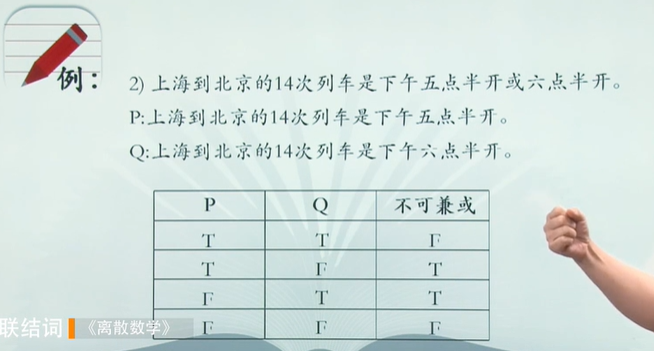 例：
2) 上海到北京的14次列车是下午五点半开或六点半开。
P:上海到北京的14次列车是下午五点半开。
Q:上海到北京的14次列车是下午六点半开。
P Q 不可兼或
T T F
T F T
F T T
F F F
联结词 《离散数学》